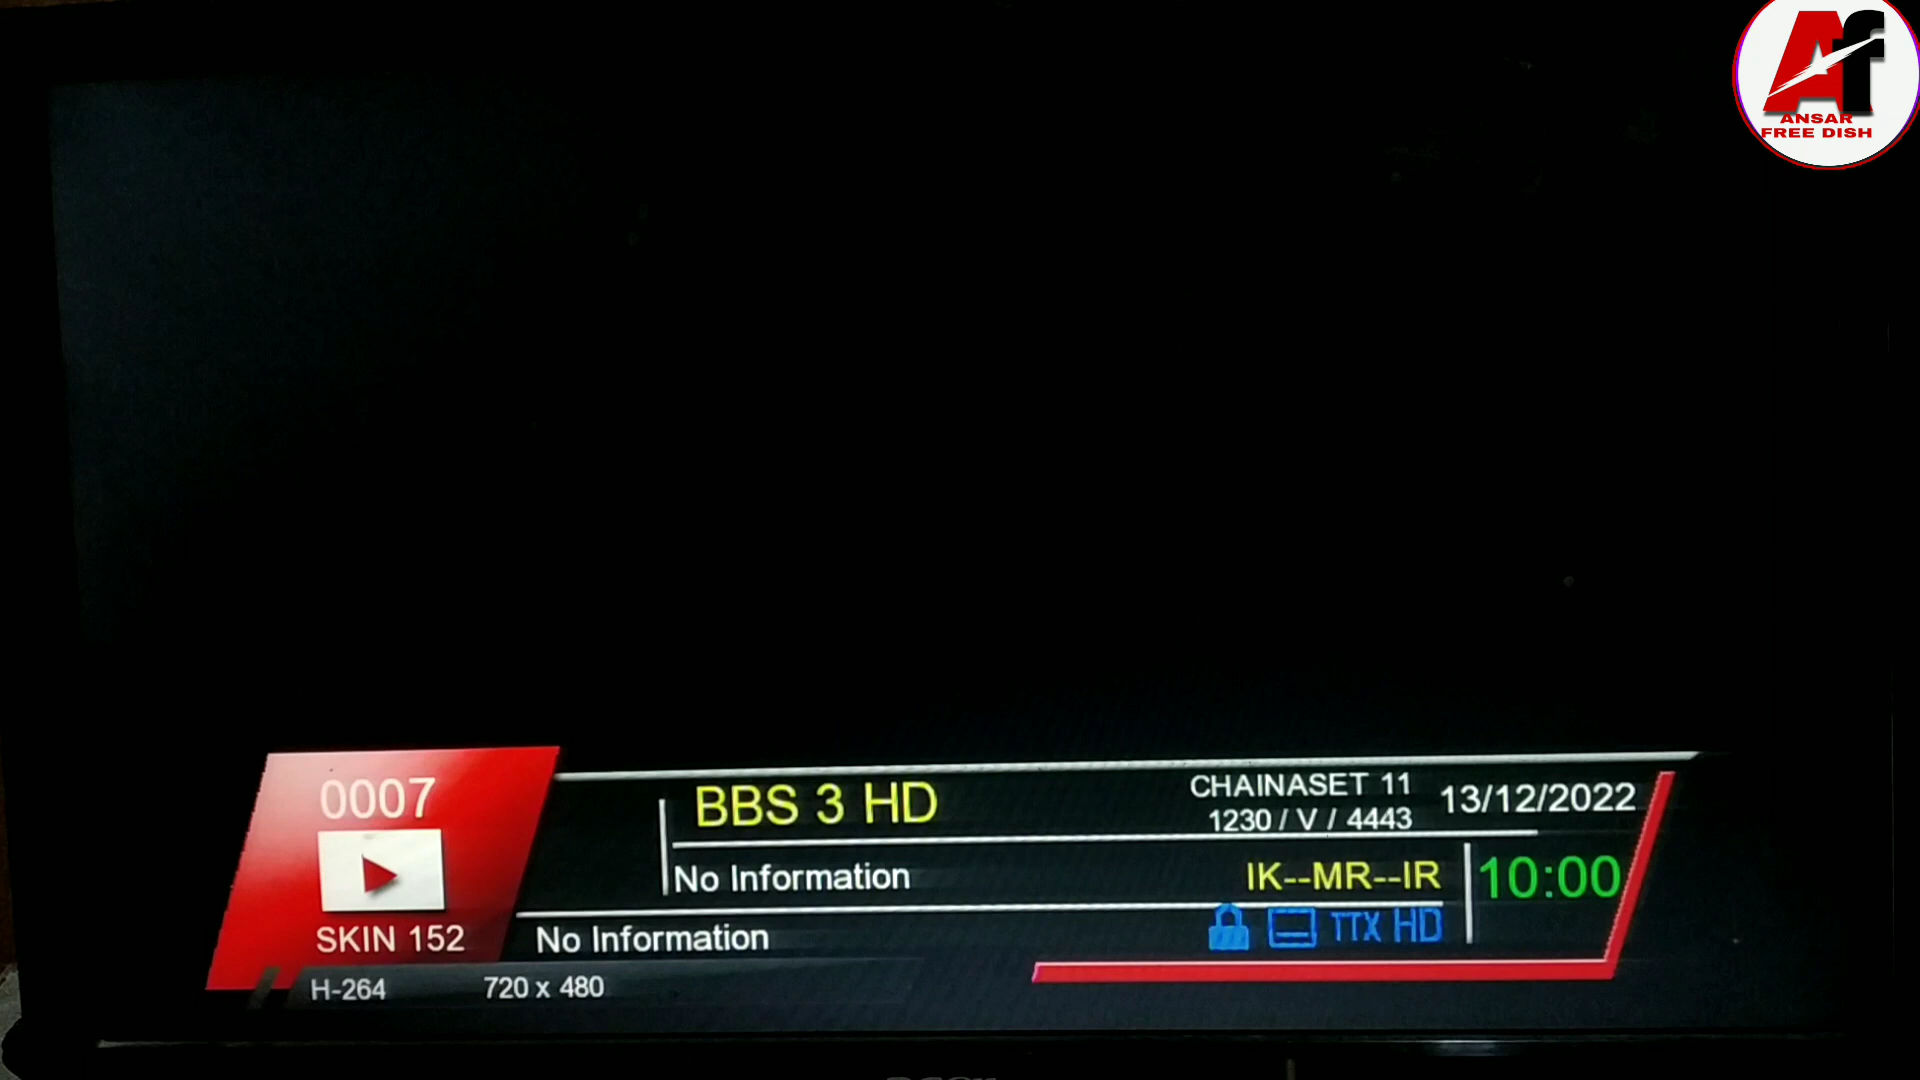 Af
ANSAR
FREE DISH
0007
BBS 3 HD
CHAINASET 11
1230 / V / 4443
13/12/2022
No Information
IK--MR--IR
10:00
SKIN 152
No Information
TTX HD
H-264
720 x 480